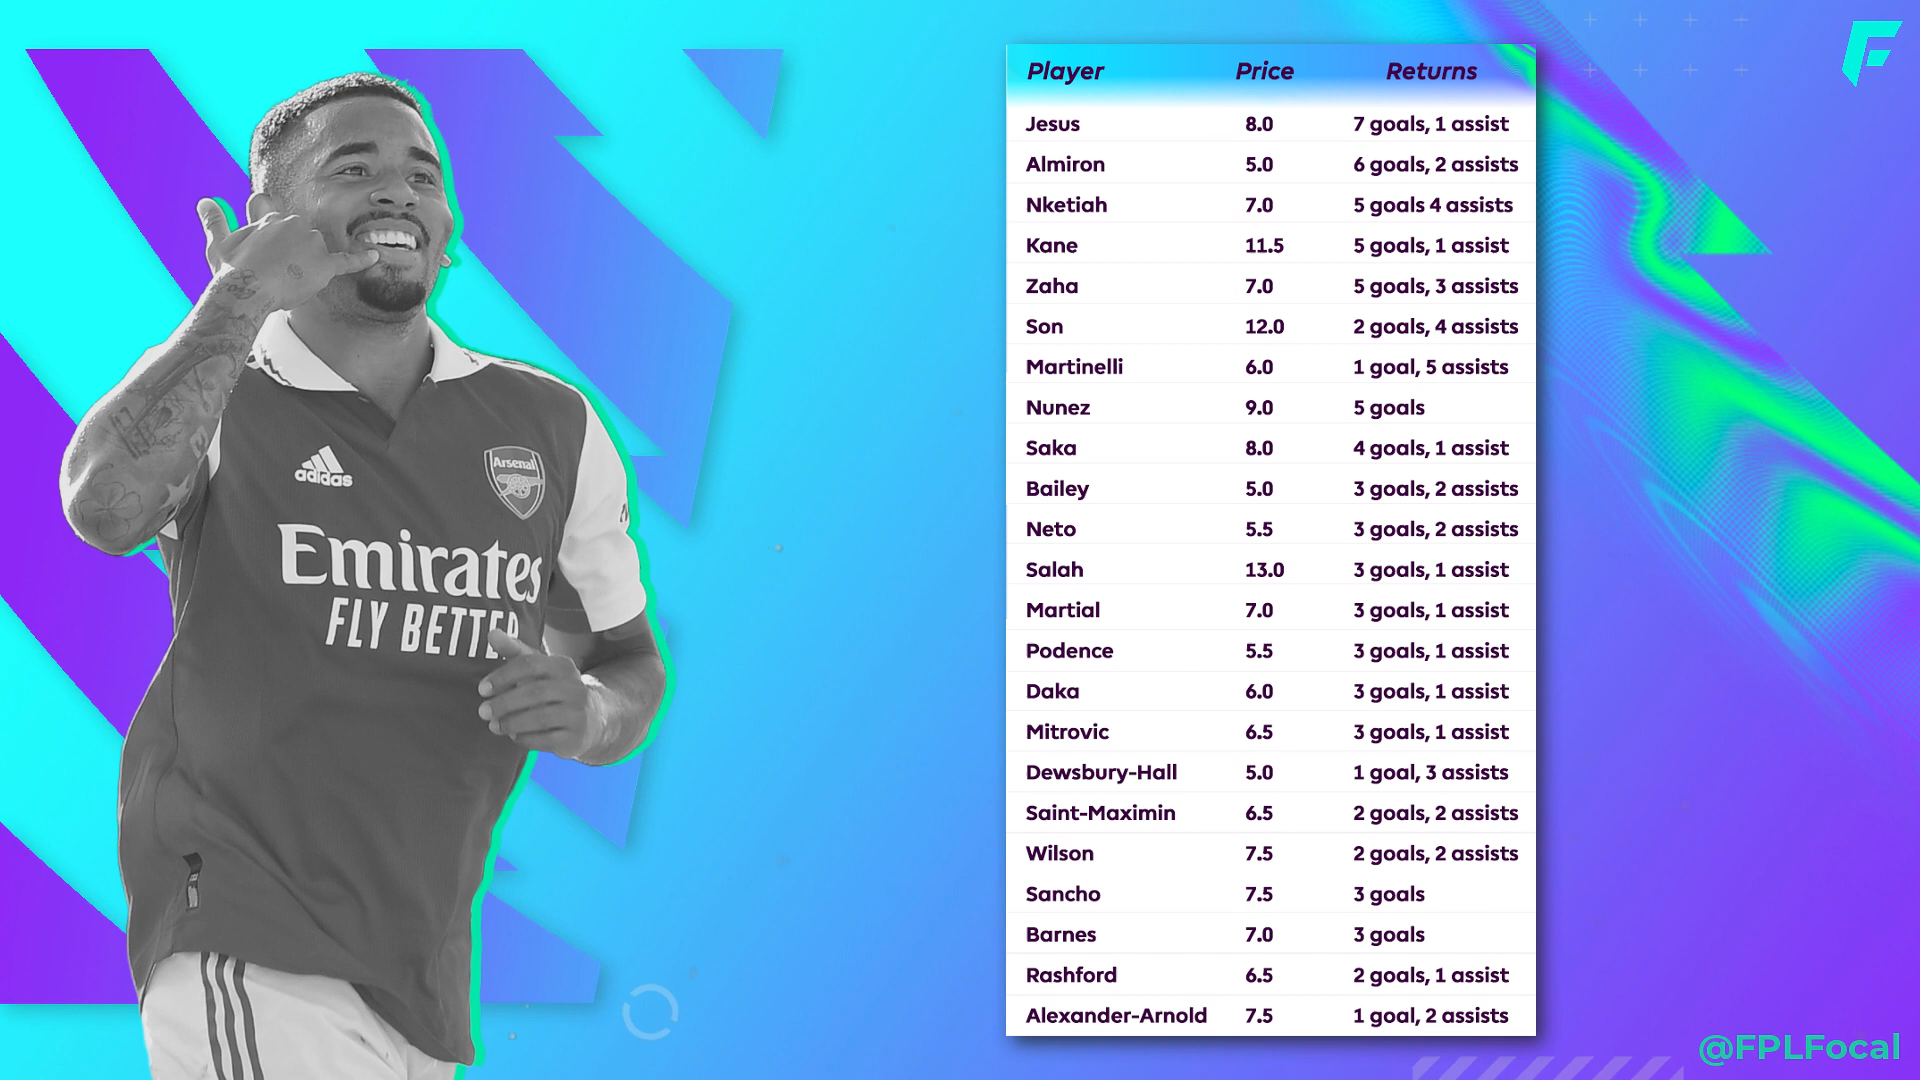 Player Price Returns
Jesus 8.0 7 goals, 1 assist
Almiron 5.0 6 goals, 2 assists
Nketiah 7.0 5 goals 4 assists
Kane 11.5 5 goals, 1 assist
Zaha 7.0 5 goals, 3 assists
Son 12.0 2 goals, 4 assists
Martinelli 6.0 1 goal, 5 assists
Nunez 9.0 5 goals
Saka 8.0 4 goals, 1 assist
Bailey 5.0 3 goals, 2 assists
Neto 5.5 3 goals, 2 assists
Salah 13.0 3 goals, 1 assist
Martial 7.0 3 goals, 1 assist
Podence 5.5 3 goals, 1 assist
Daka 6.0 3 goals, 1 assist
Mitrovic 6.5 3 goals, 1 assist
Dewsbury-Hall 5.0 1 goal, 3 assists
Saint-Maximin 6.5 2 goals, 2 assists
Wilson 7.5 2 goals, 2 assists
Sancho 7.5 3 goals
Barnes 7.0 3 goals
Rashford 6.5 2 goals, 1 assist
Alexander-Arnold 7.5 1 goal, 2 assists
adidas
Arsenal
Emirates
FLY BETTER
@FPLFocal